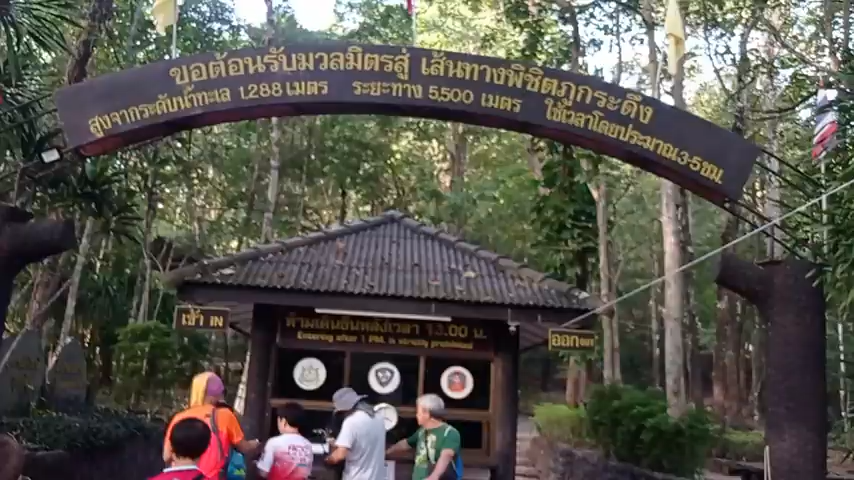 ขอต้อนรับมวลมิตรสู่ เส้นทางพิชิตภูกระดึง
สูงจากระดับน้ำทะเล 1,288 เมตร ระยะทาง 5,500 เมตร ใช้เวลาโดยประมาณ 3-5 ชม.
เข้า IN
ห้ามเดินขึ้นหลังเวลา 13.00 น.
Entering after 1 PM. is strictly prohibited
ออก OUT